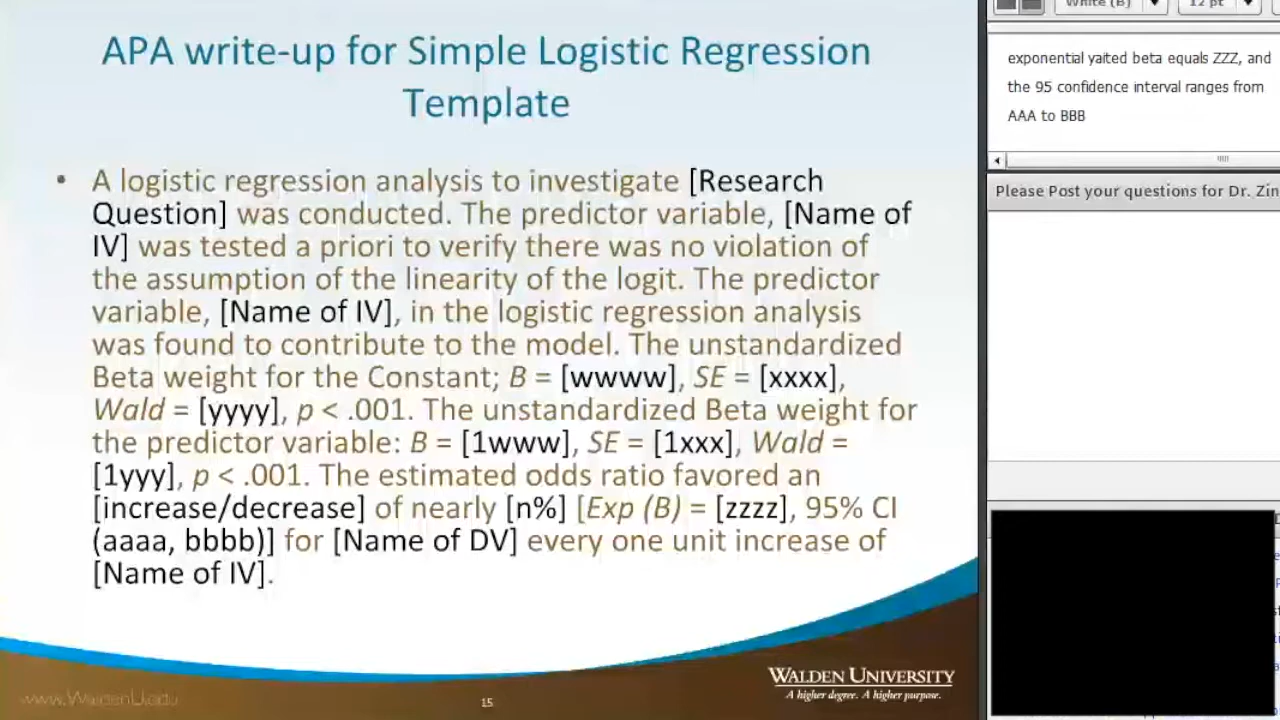 APA write-up for Simple Logistic Regression
Template
• A logistic regression analysis to investigate [Research
Question] was conducted. The predictor variable, [Name of
IV] was tested a priori to verify there was no violation of
the assumption of the linearity of the logit. The predictor
variable, [Name of IV], in the logistic regression analysis
was found to contribute to the model. The unstandardized
Beta weight for the Constant; B = [wwww], SE = [xxxx],
Wald = [yyyy], p < .001. The unstandardized Beta weight for
the predictor variable: B = [1www], SE = [1xxx], Wald =
[1yyy], p < .001. The estimated odds ratio favored an
[increase/decrease] of nearly [n%] [Exp (B) = [zzzz], 95% CI
(aaaa, bbbb)] for [Name of DV] every one unit increase of
[Name of IV].
www.WaldenU.edu
15
WALDEN UNIVERSITY
A higher degree. A higher purpose.
White (B)
12 pt
exponential yaited beta equals ZZZ, and
the 95 confidence interval ranges from
AAA to BBB
Please Post your questions for Dr. Zin